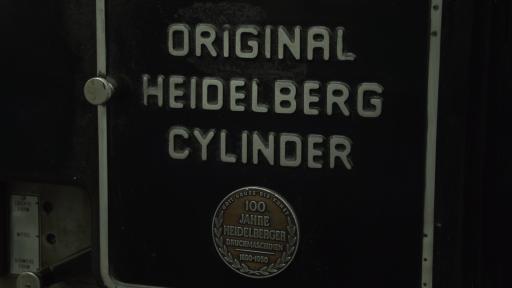 ORiGINAL
HEIDELBERG
CYLINDER
100
JAHRE
HEIDELBERGER
DRUCKMASCHINEN
1850-1950